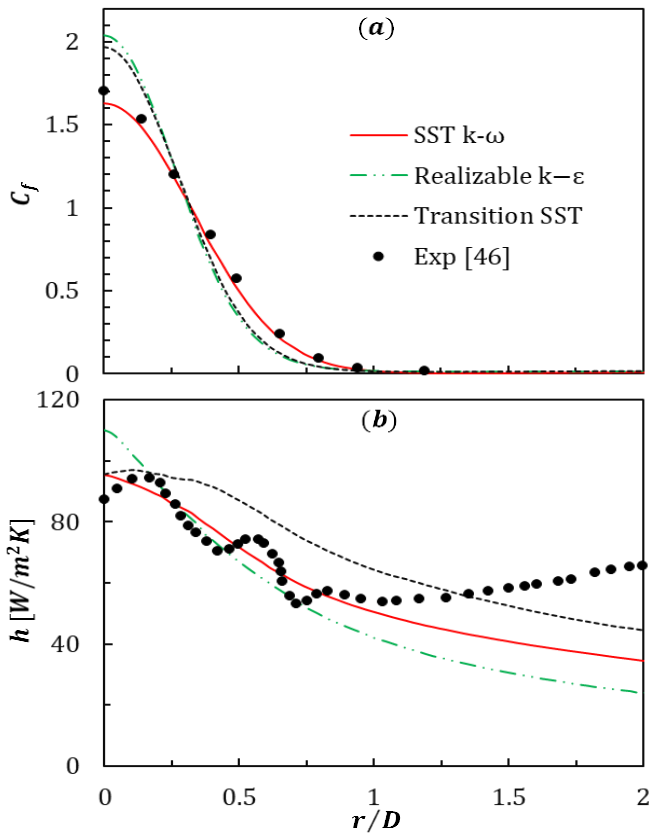 (a)
2
1.5
1
0.5
0
C_f
SST k-ω
Realizable k−ε
Transition SST
Exp [46]
(b)
120
80
40
0
h [W/m²K]
0
0.5
1
1.5
2
r/D